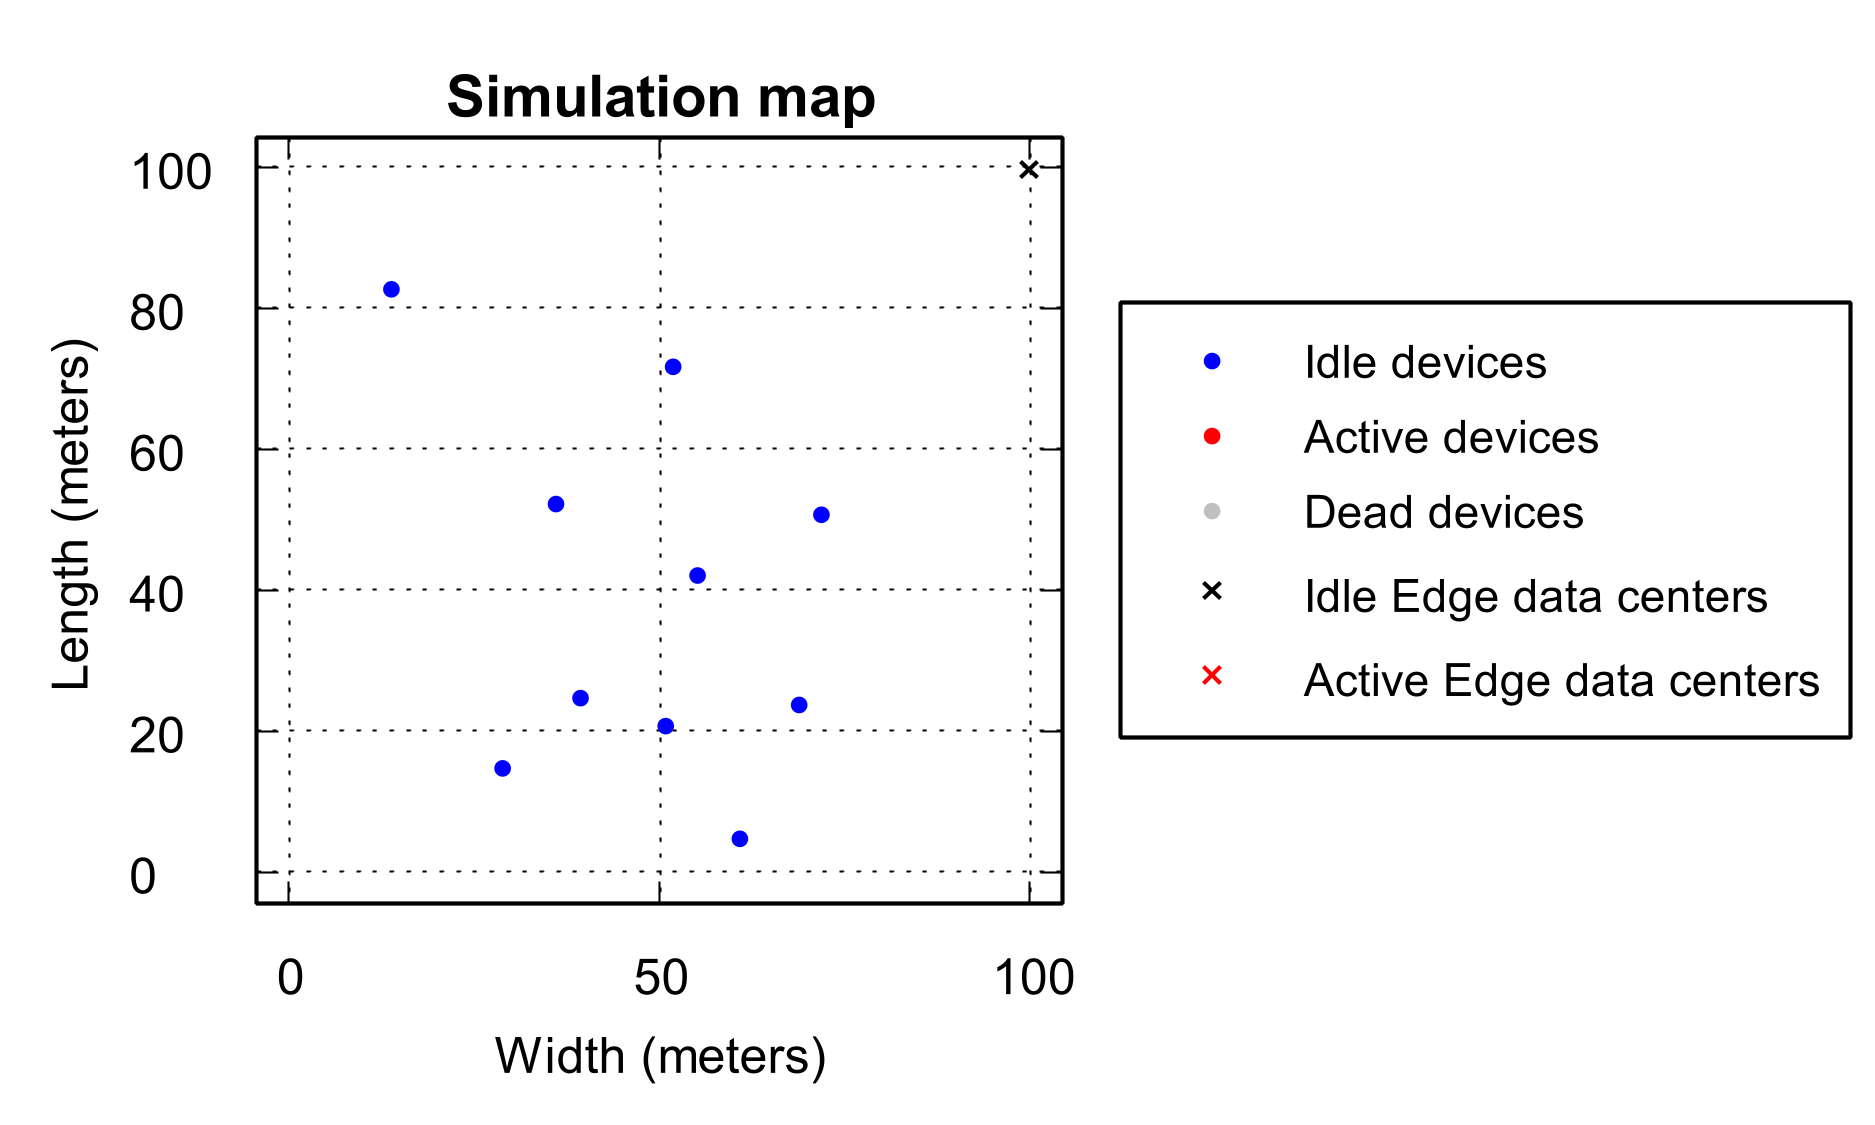 Simulation map
100
80
60
40
20
0
Length (meters)
0 50 100
Width (meters)
Idle devices
Active devices
Dead devices
Idle Edge data centers
Active Edge data centers